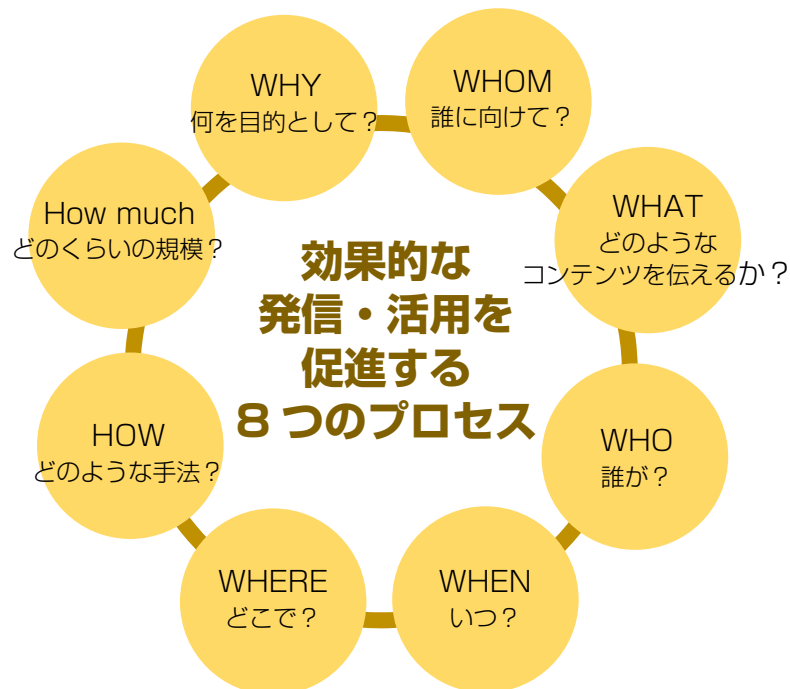 WHY
何を目的として？
WHOM
誰に向けて？
WHAT
どのような
コンテンツを伝えるか？
WHO
誰が？
WHEN
いつ？
WHERE
どこで？
HOW
どのような手法？
How much
どのくらいの規模？
効果的な
発信・活用を
促進する
8つのプロセス